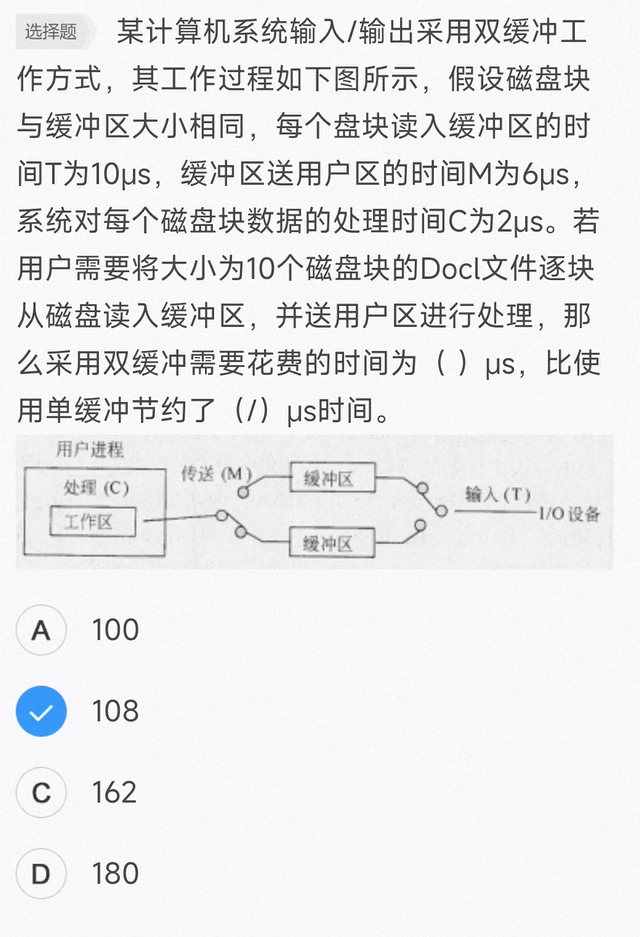 选择题 某计算机系统输入/输出采用双缓冲工
作方式，其工作过程如下图所示，假设磁盘块
与缓冲区大小相同，每个盘块读入缓冲区的时
间T为10μs，缓冲区送用户区的时间M为6μs，
系统对每个磁盘块数据的处理时间C为2μs。若
用户需要将大小为10个磁盘块的Docl文件逐块
从磁盘读入缓冲区，并送用户区进行处理，那
么采用双缓冲需要花费的时间为（ ）μs，比使
用单缓冲节约了（/）μs时间。
用户进程
处理 (C)
工作区
传送 (M)
缓冲区
缓冲区
输入 (T)
I/O 设备
A 100
108
C 162
D 180